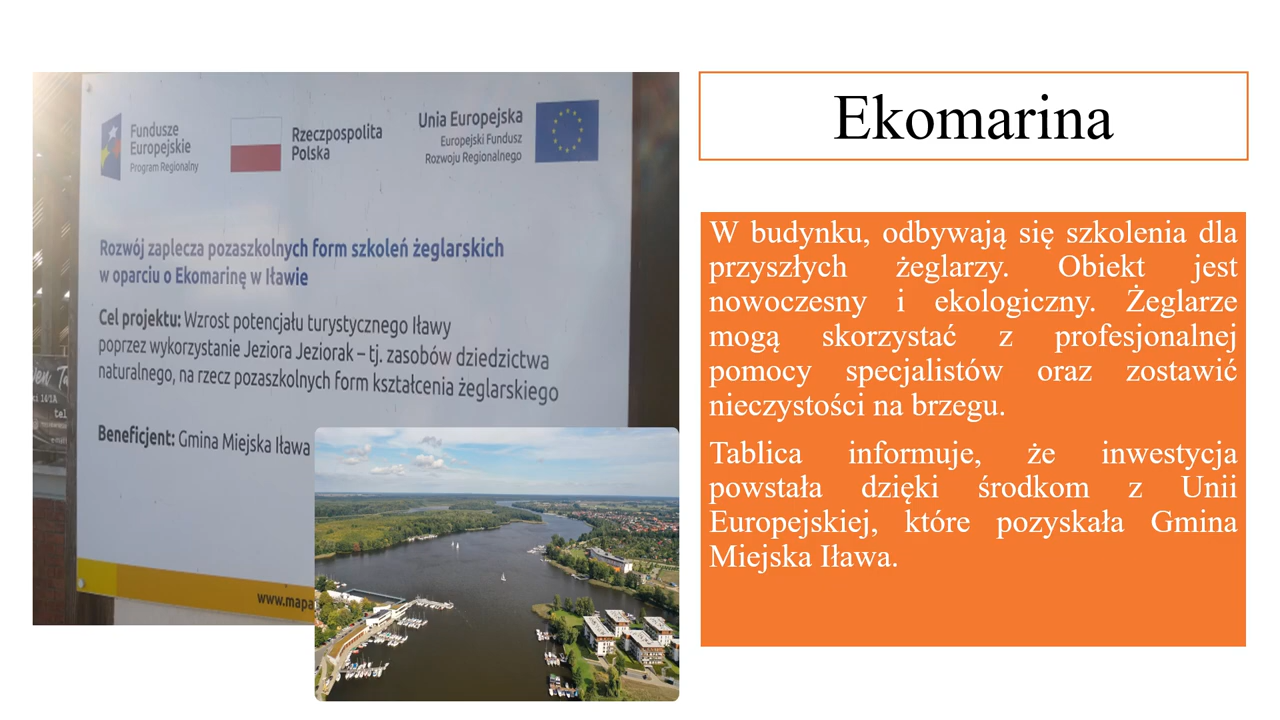 Fundusze
Europejskie
Program Regionalny
Rzeczpospolita
Polska
Unia Europejska
Europejski Fundusz
Rozwoju Regionalnego
Rozwój zaplecza pozaszkolnych form szkoleń żeglarskich
w oparciu o Ekomarinę w Iławie
Cel projektu: Wzrost potencjału turystycznego Iławy
poprzez wykorzystanie Jeziora Jeziorak – tj. zasobów dziedzictwa
naturalnego, na rzecz pozaszkolnych form kształcenia żeglarskiego
Beneficjent: Gmina Miejska Iława
tel
Ekomarina
W budynku, odbywają się szkolenia dla
przyszłych żeglarzy. Obiekt jest
nowoczesny i ekologiczny. Żeglarze
mogą skorzystać z profesjonalnej
pomocy specjalistów oraz zostawić
nieczystości na brzegu.
Tablica informuje, że inwestycja
powstała dzięki środkom z Unii
Europejskiej, które pozyskała Gmina
Miejska Iława.